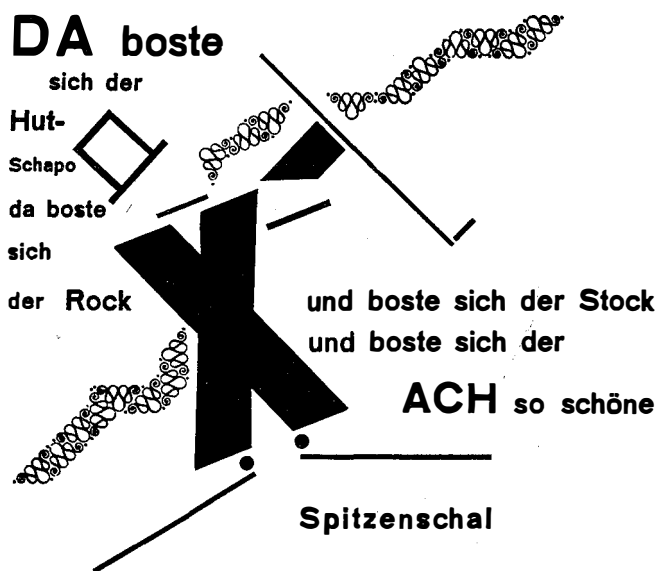 DA boste
sich der
Hut-
Schapo
da boste
sich
der Rock
X
und boste sich der Stock
und boste sich der
ACH so schöne
Spitzenschal